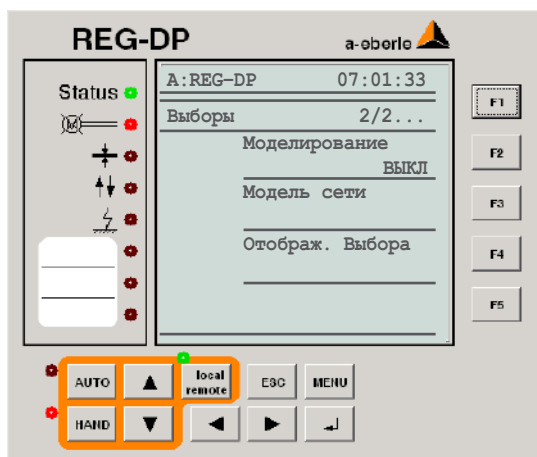 REG-DP
a-eberle
Status
M
A:REG-DP 07:01:33
Выборы 2/2...
Моделирование
ВЫКЛ
Модель сети
Отображ. Выбора
F1
F2
F3
F4
F5
AUTO
local
remote
ESC
MENU
HAND